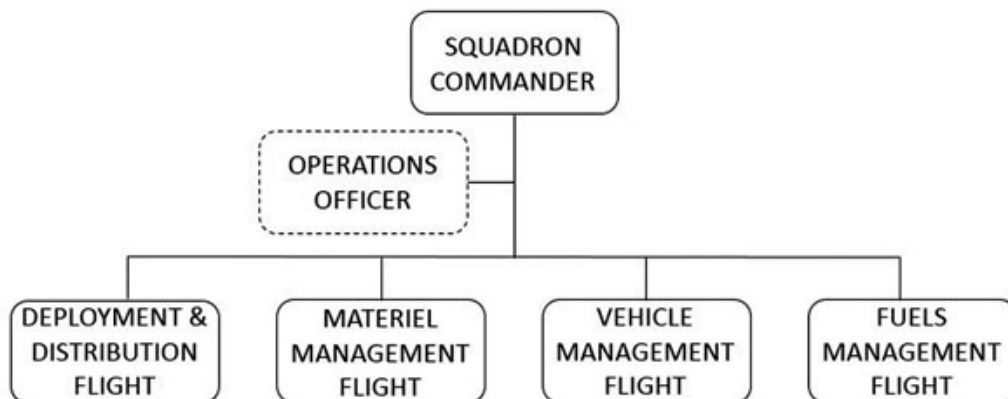 SQUADRON
COMMANDER
OPERATIONS
OFFICER
DEPLOYMENT &
DISTRIBUTION
FLIGHT
MATERIEL
MANAGEMENT
FLIGHT
VEHICLE
MANAGEMENT
FLIGHT
FUELS
MANAGEMENT
FLIGHT